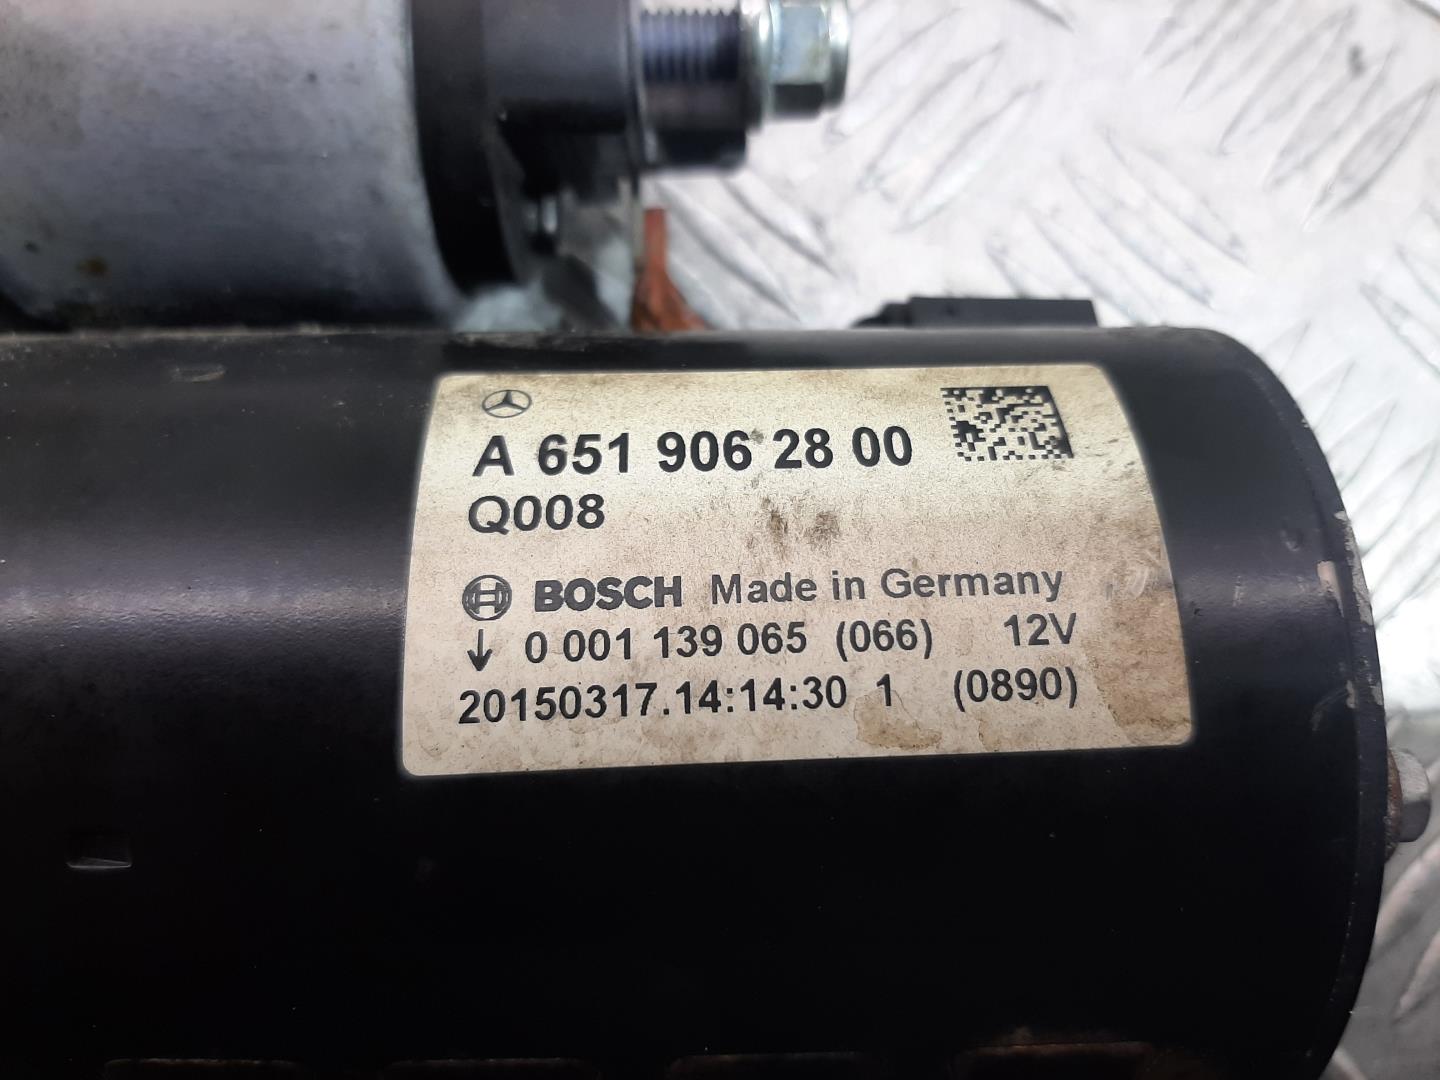 A 651 906 28 00
Q008
BOSCH Made in Germany
↓ 0 001 139 065 (066) 12V
20150317.14:14:30 1 (0890)